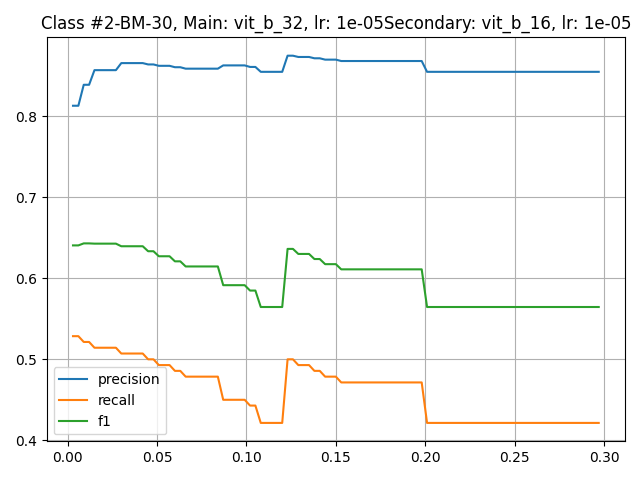 Class #2-BM-30, Main: vit_b_32, lr: 1e-05Secondary: vit_b_16, lr: 1e-05
0.8
0.7
0.6
0.5
0.4
precision
recall
f1
0.00 0.05 0.10 0.15 0.20 0.25 0.30